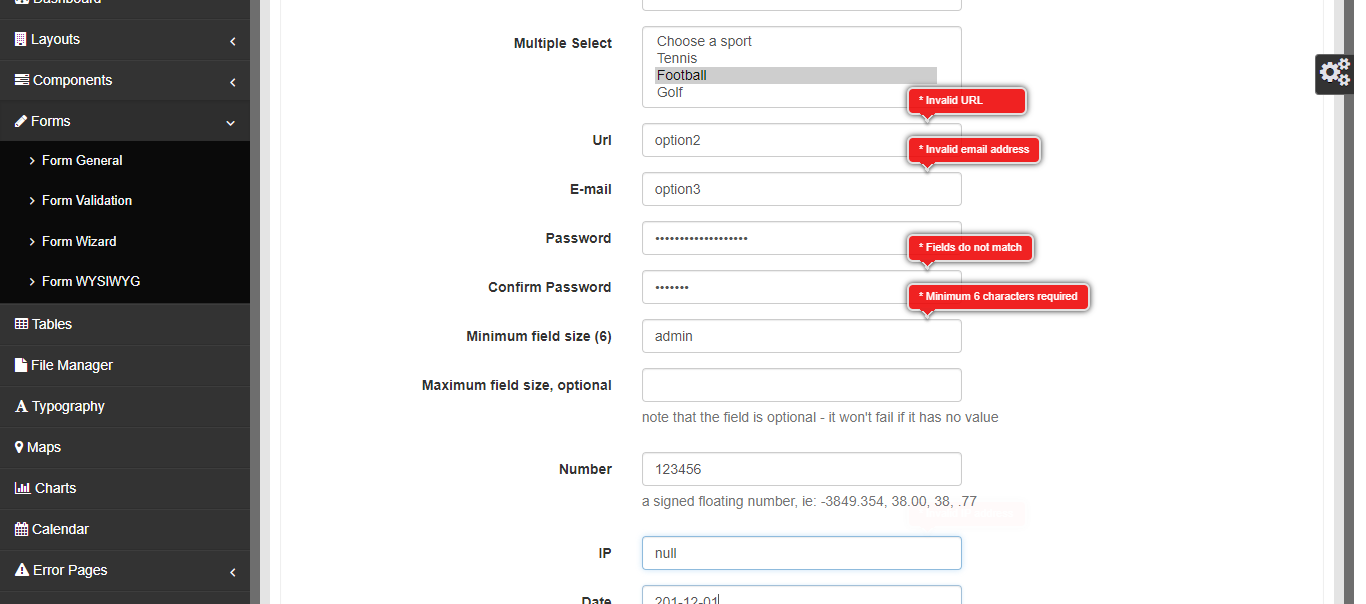 Dashboard
Layouts
Components
Forms
Form General
Form Validation
Form Wizard
Form WYSIWYG
Tables
File Manager
Typography
Maps
Charts
Calendar
Error Pages
Multiple Select
Choose a sport
Tennis
Football
Golf
* Invalid URL
Url
option2
* Invalid email address
E-mail
option3
Password
•••••••••••••••••••
* Fields do not match
Confirm Password
•••••••
* Minimum 6 characters required
Minimum field size (6)
admin
Maximum field size, optional
note that the field is optional - it won't fail if it has no value
Number
123456
a signed floating number, ie: -3849.354, 38.00, 38, .77
IP
null
Date
201-12-01